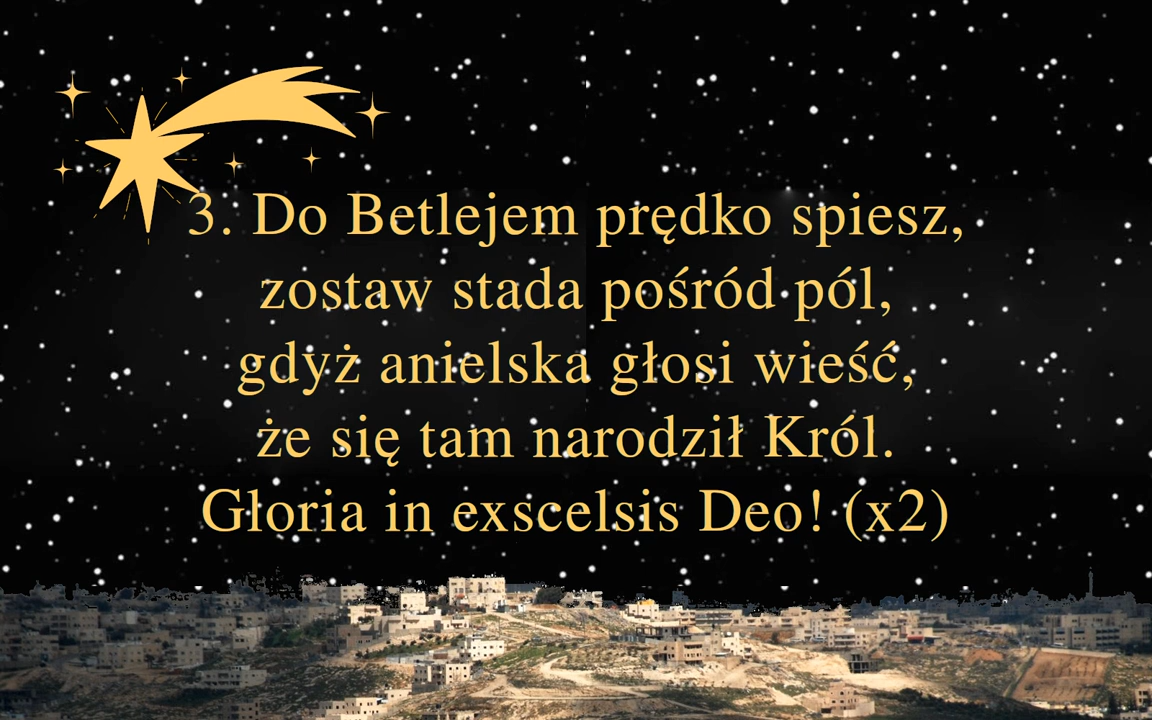 3. Do Betlejem prędko spiesz,
zostaw stada pośród pól,
gdyż anielska głosi wieść,
że się tam narodził Król.
Gloria in exscelsis Deo! (x2)